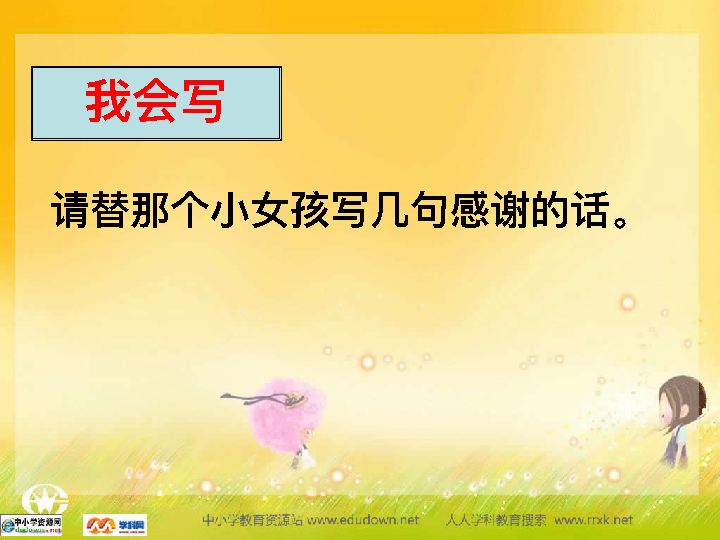 我会写
请替那个小女孩写几句感谢的话。
中小学教育资源站 www.edudown.net 人人学科教育搜索 www.rrxk.net
中小学资源网
学科网